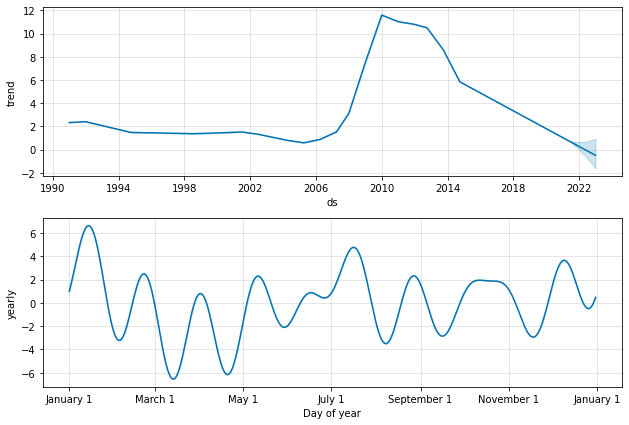 12
10
8
6
4
2
0
−2
trend
1990 1994 1998 2002 2006 2010 2014 2018 2022
ds
6
4
2
0
−2
−4
−6
yearly
January 1 March 1 May 1 July 1 September 1 November 1 January 1
Day of year